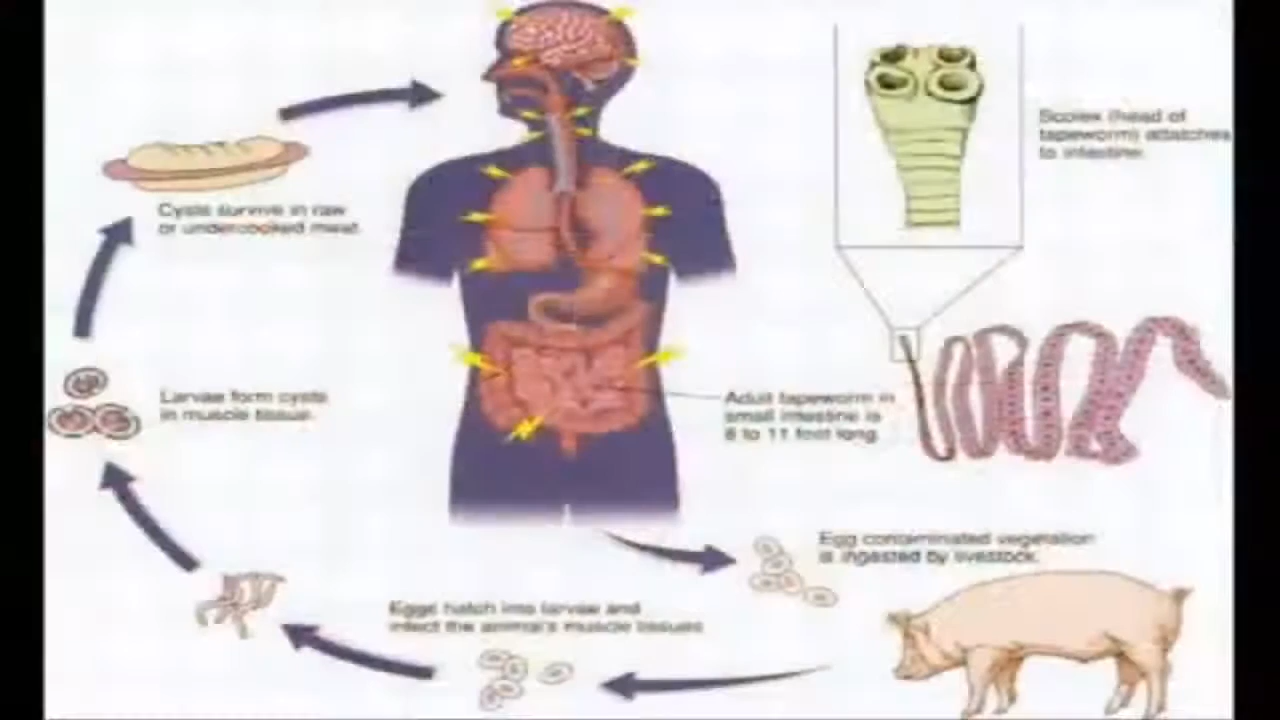 Scolex (head of
tapeworm) attatches
to intestine.
Cysts survive in raw
or undercooked meat.
Larvae form cysts
in muscle tissue.
Adult tapeworm in
small intestine is
6 to 11 foot long
Egg contaminated vegetation
is ingested by livestock.
Eggs hatch into larvae and
infect the animal's muscle tissues